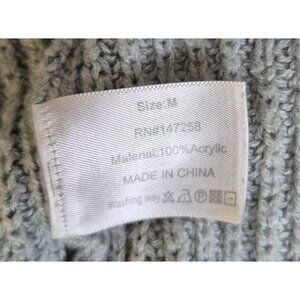 Size:M
RN#147258
Material:100%Acrylic
MADE IN CHINA
Washing way